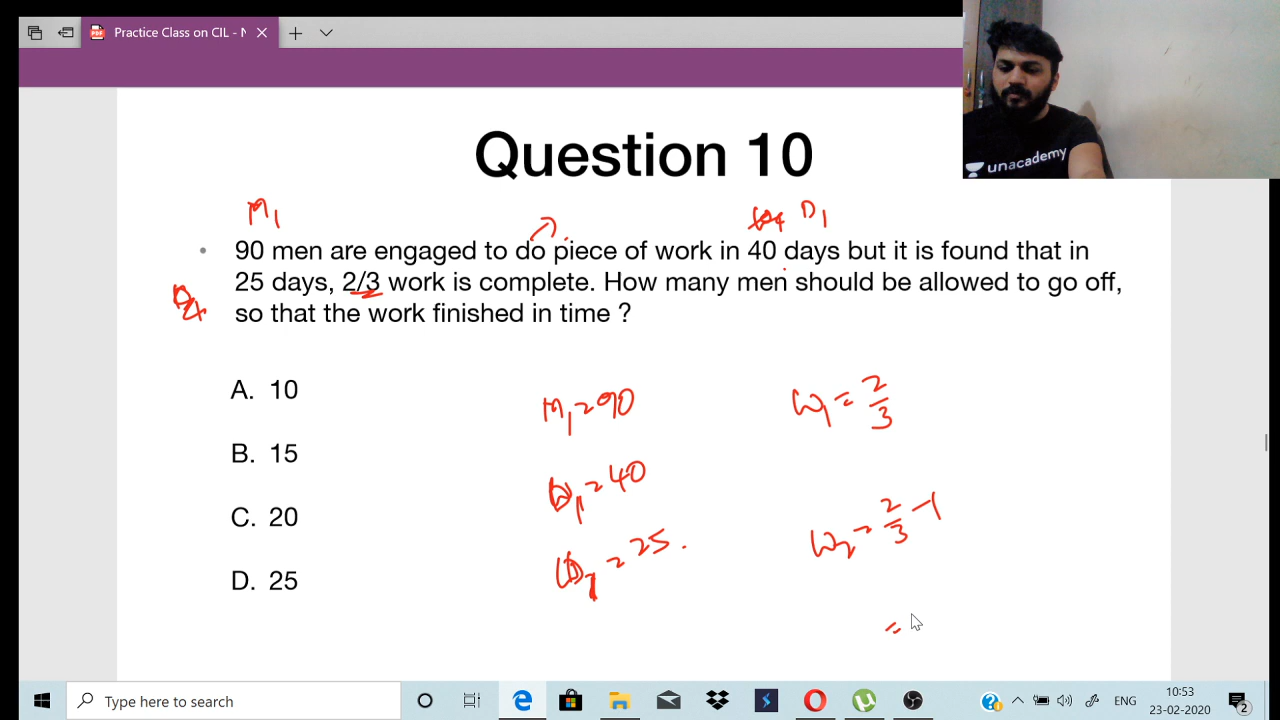 Practice Class on CIL - N
unacademy
Question 10
M1
D1
• 90 men are engaged to do piece of work in 40 days but it is found that in
25 days, 2/3 work is complete. How many men should be allowed to go off,
so that the work finished in time ?
A. 10
B. 15
C. 20
D. 25
M1 = 90
D1 = 40
= 25.
W1 = 2/3
W2 = 2/3 - 1
=
Type here to search
ENG
10:53
23-02-2020
2